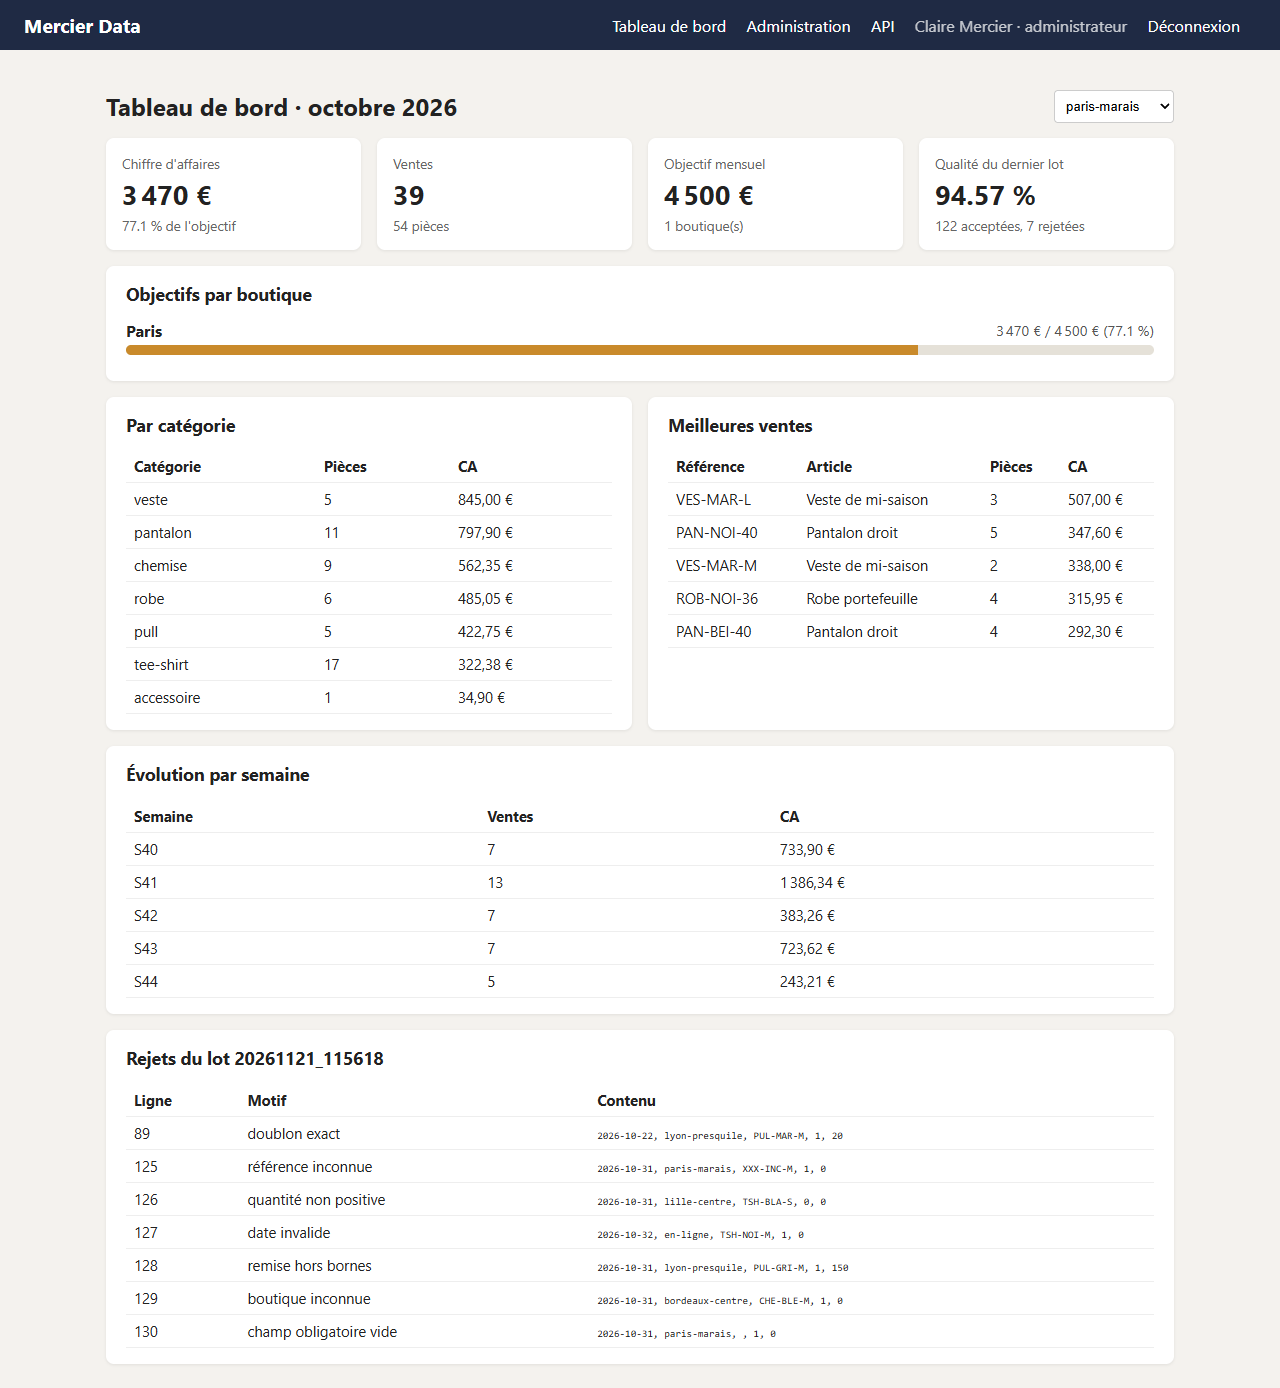 Mercier Data
Tableau de bord Administration API Claire Mercier · administrateur Déconnexion
Tableau de bord · octobre 2026
paris-marais
Chiffre d'affaires
3 470 €
77.1 % de l'objectif
Ventes
39
54 pièces
Objectif mensuel
4 500 €
1 boutique(s)
Qualité du dernier lot
94.57 %
122 acceptées, 7 rejetées
Objectifs par boutique
Paris 3 470 € / 4 500 € (77.1 %)
Par catégorie
Catégorie Pièces CA
veste 5 845,00 €
pantalon 11 797,90 €
chemise 9 562,35 €
robe 6 485,05 €
pull 5 422,75 €
tee-shirt 17 322,38 €
accessoire 1 34,90 €
Meilleures ventes
Référence Article Pièces CA
VES-MAR-L Veste de mi-saison 3 507,00 €
PAN-NOI-40 Pantalon droit 5 347,60 €
VES-MAR-M Veste de mi-saison 2 338,00 €
ROB-NOI-36 Robe portefeuille 4 315,95 €
PAN-BEI-40 Pantalon droit 4 292,30 €
Évolution par semaine
Semaine Ventes CA
S40 7 733,90 €
S41 13 1 386,34 €
S42 7 383,26 €
S43 7 723,62 €
S44 5 243,21 €
Rejets du lot 20261121_115618
Ligne Motif Contenu
89 doublon exact 2026-10-22, lyon-presquile, PUL-MAR-M, 1, 20
125 référence inconnue 2026-10-31, paris-marais, XXX-INC-M, 1, 0
126 quantité non positive 2026-10-31, lille-centre, TSH-BLA-S, 0, 0
127 date invalide 2026-10-32, en-ligne, TSH-NOI-M, 1, 0
128 remise hors bornes 2026-10-31, lyon-presquile, PUL-GRI-M, 1, 150
129 boutique inconnue 2026-10-31, bordeaux-centre, CHE-BLE-M, 1, 0
130 champ obligatoire vide 2026-10-31, paris-marais, , 1, 0